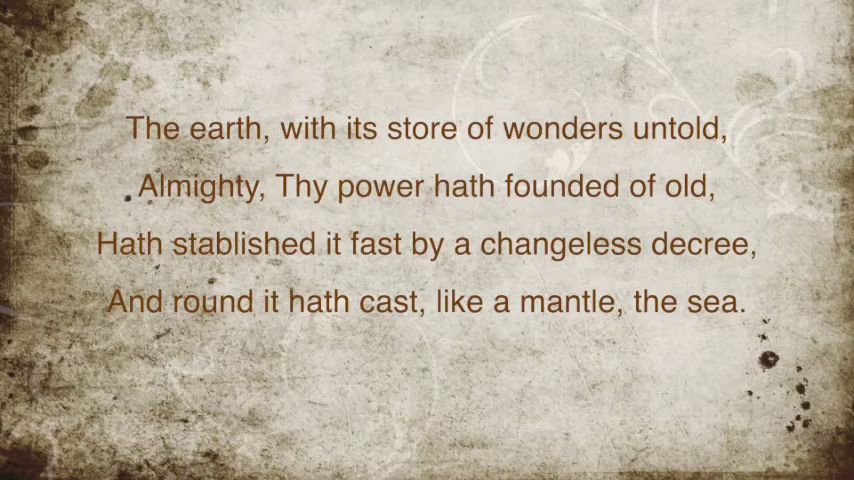 The earth, with its store of wonders untold,
Almighty, Thy power hath founded of old,
Hath stablished it fast by a changeless decree,
And round it hath cast, like a mantle, the sea.